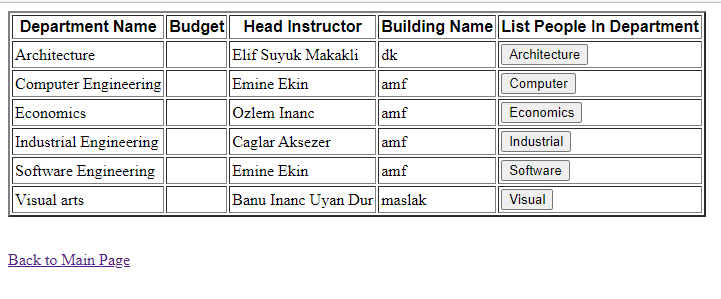 Department Name Budget Head Instructor Building Name List People In Department
Architecture Elif Suyuk Makakli dk Architecture
Computer Engineering Emine Ekin amf Computer
Economics Ozlem Inanc amf Economics
Industrial Engineering Caglar Aksezer amf Industrial
Software Engineering Emine Ekin amf Software
Visual arts Banu Inanc Uyan Dur maslak Visual
Back to Main Page